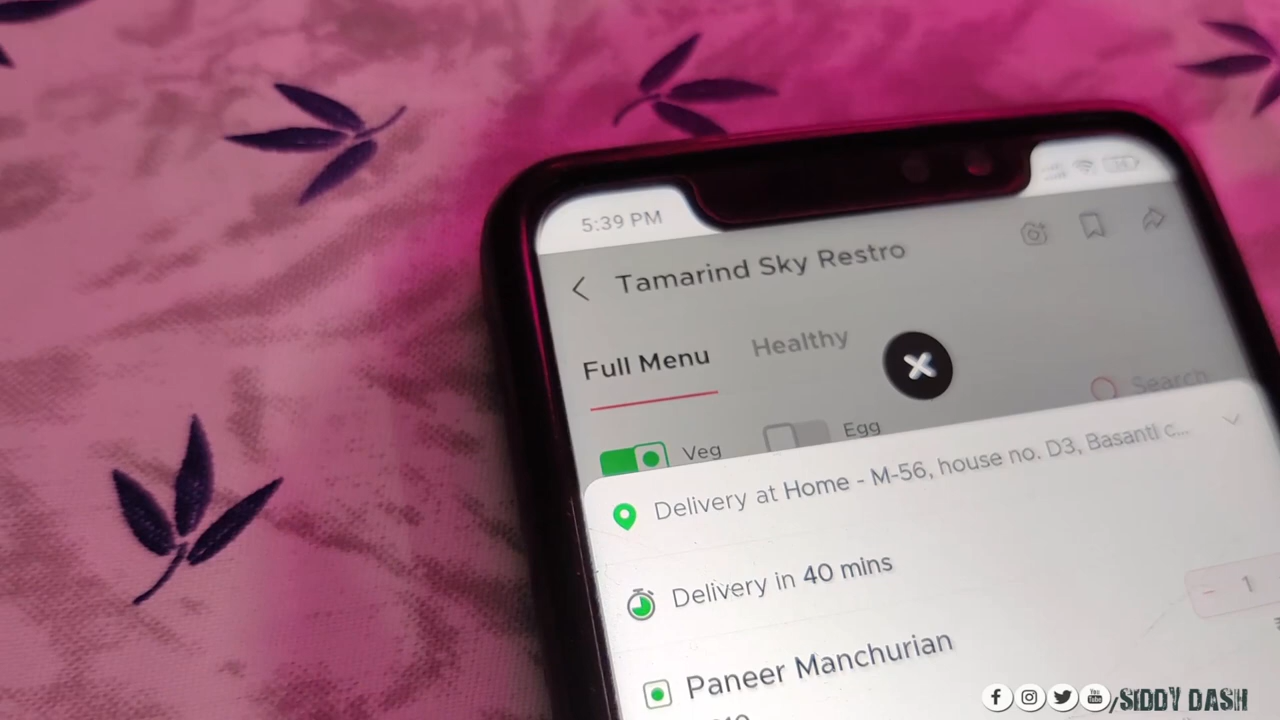 5:39 PM
Tamarind Sky Restro
Full Menu
Healthy
Search
Veg
Egg
Delivery at Home - M-56, house no. D3, Basanti c...
Delivery in 40 mins
- 1
Paneer Manchurian
/SIDDY DASH